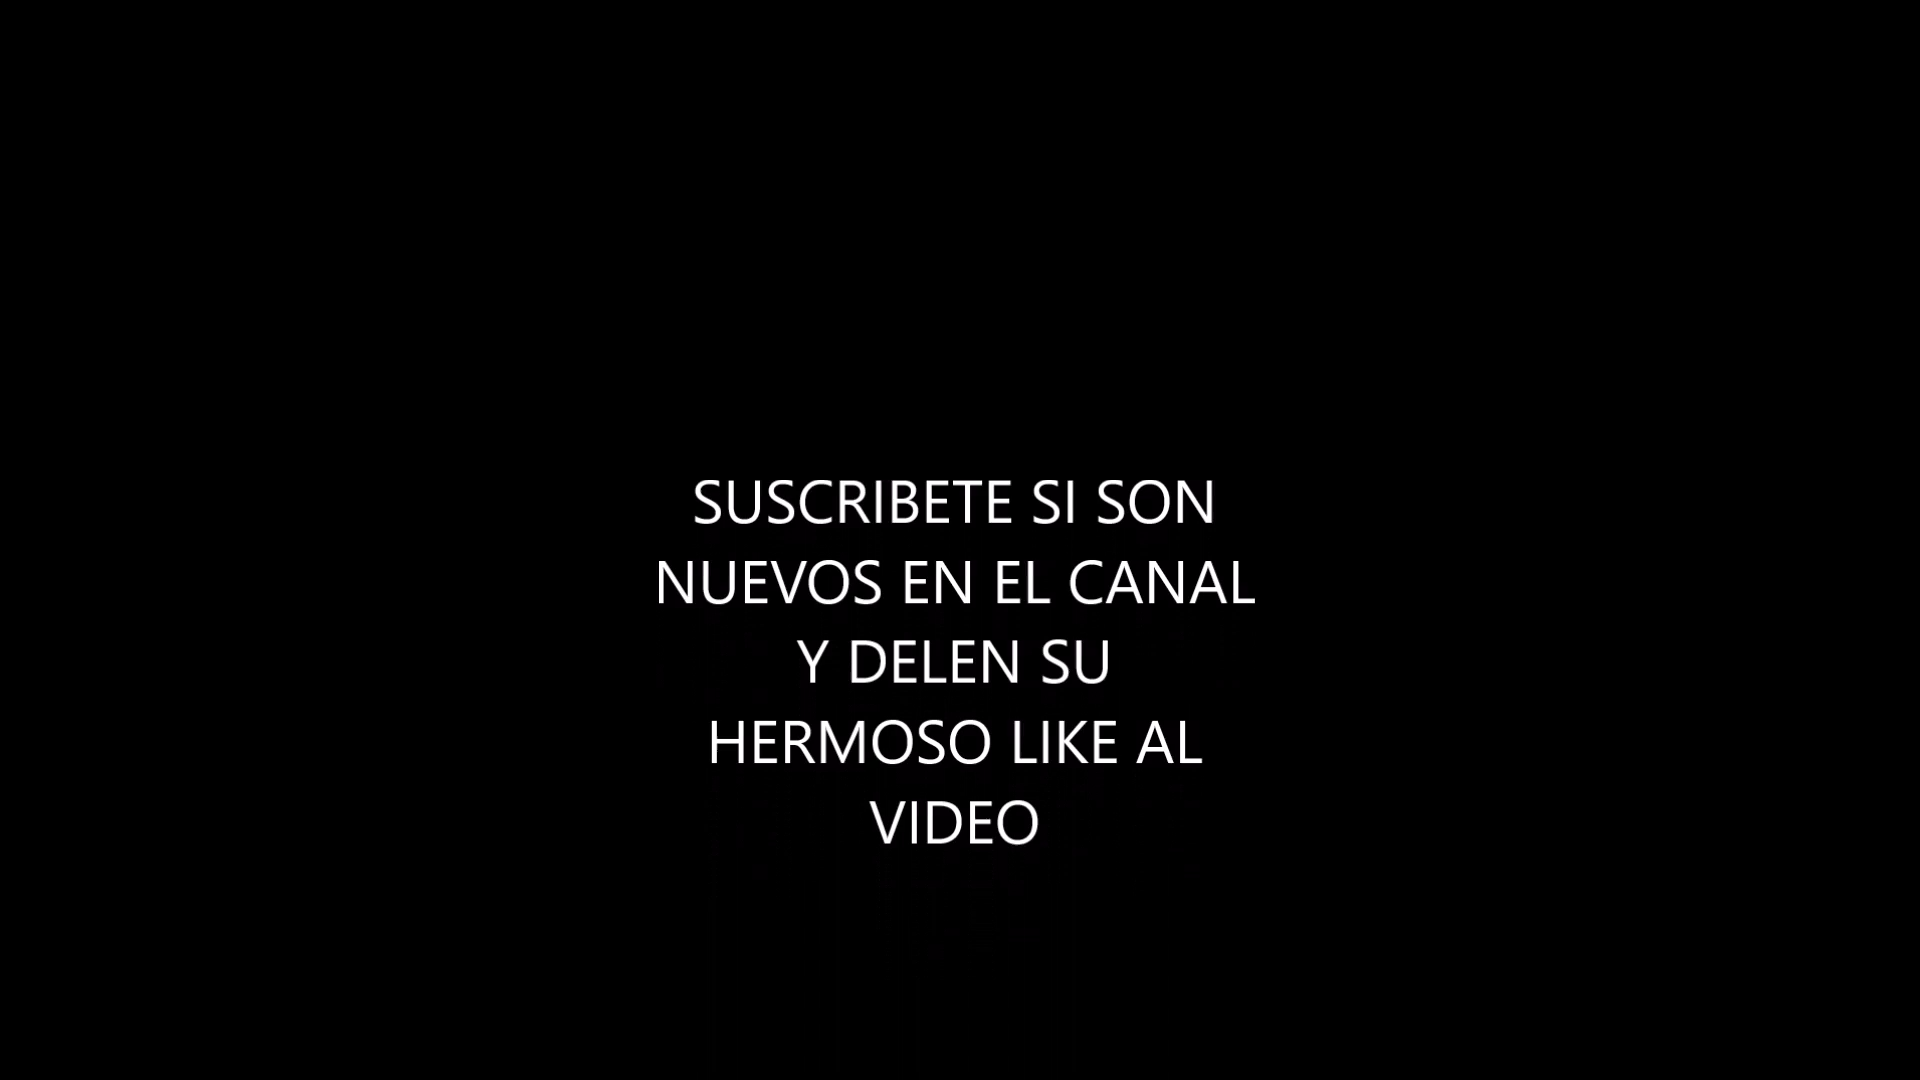 SUSCRIBETE SI SON
NUEVOS EN EL CANAL
Y DELEN SU
HERMOSO LIKE AL
VIDEO